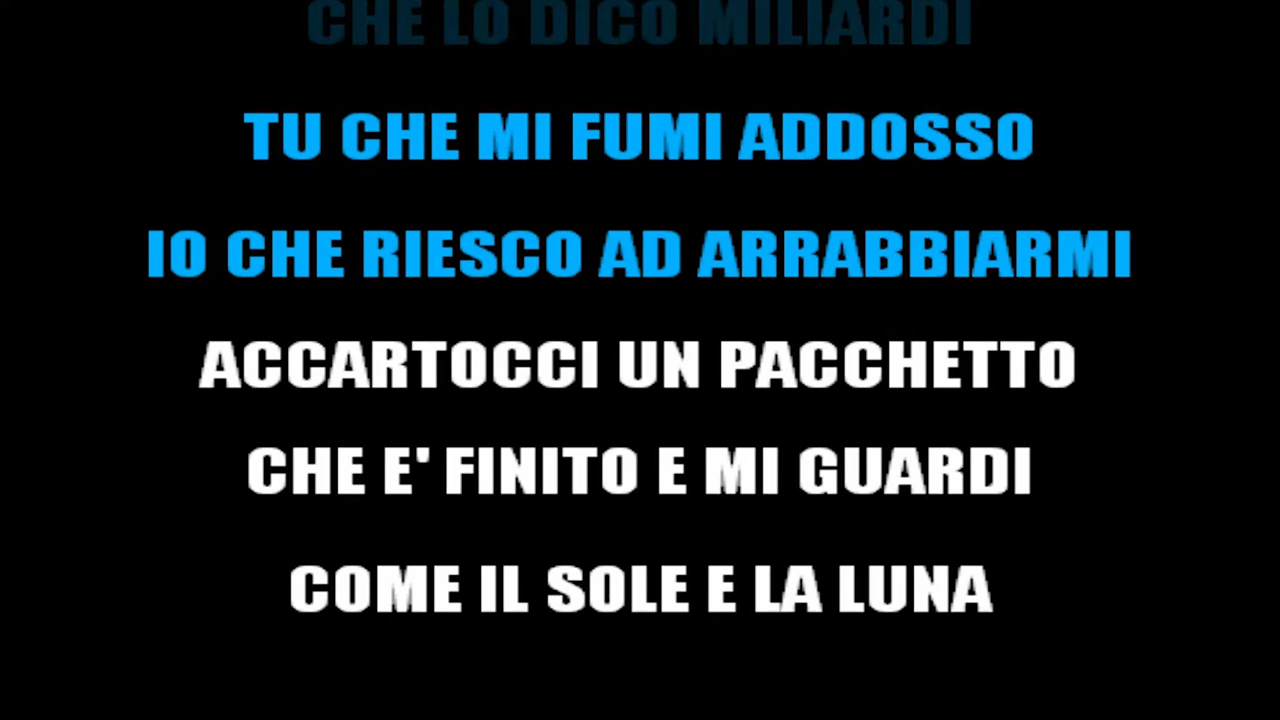 CHE LO DICO MILIARDI
TU CHE MI FUMI ADDOSSO
IO CHE RIESCO AD ARRABBIARMI
ACCARTOCCI UN PACCHETTO
CHE E' FINITO E MI GUARDI
COME IL SOLE E LA LUNA